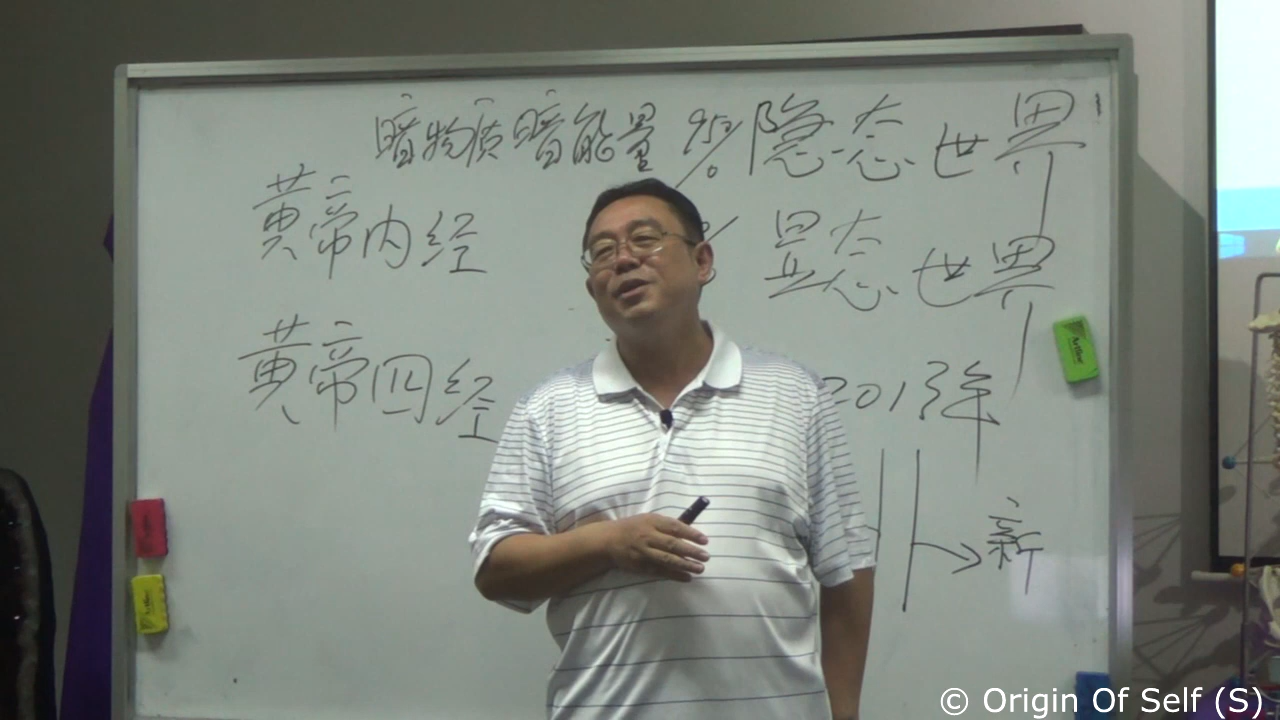 暗物质暗能量 95% 隐态世界
黄帝内经
% 显态世界
黄帝四经
2013年
新
Artline
© Origin Of Self (S)